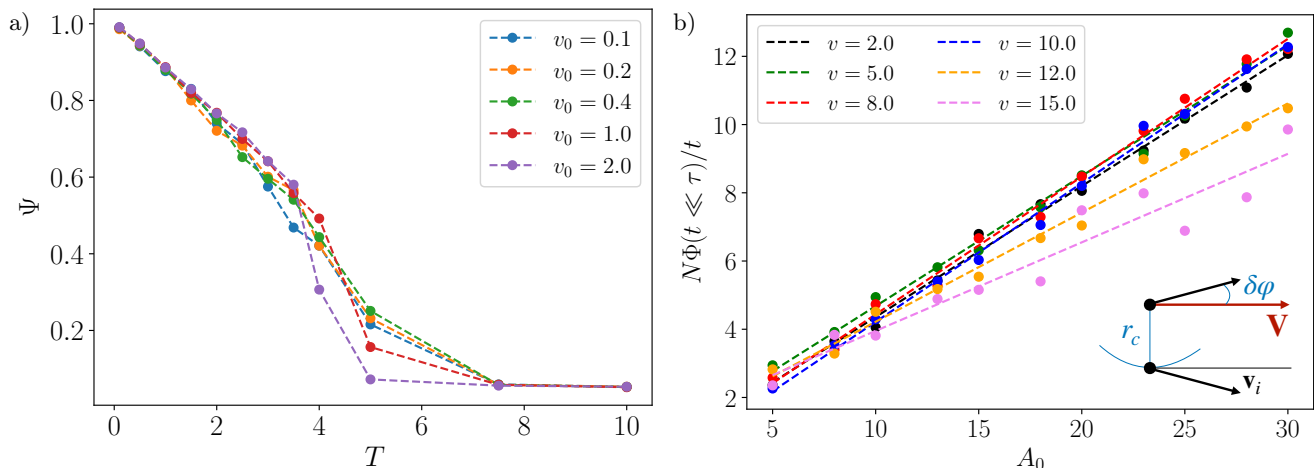 a)
1.0
0.8
0.6
0.4
0.2
Ψ
0 2 4 6 8 10
T
v₀ = 0.1
v₀ = 0.2
v₀ = 0.4
v₀ = 1.0
v₀ = 2.0
b)
12
10
8
6
4
2
NΦ(t ≪ τ)/t
5 10 15 20 25 30
A₀
v = 2.0 v = 10.0
v = 5.0 v = 12.0
v = 8.0 v = 15.0
δφ
V
r_c
v_i